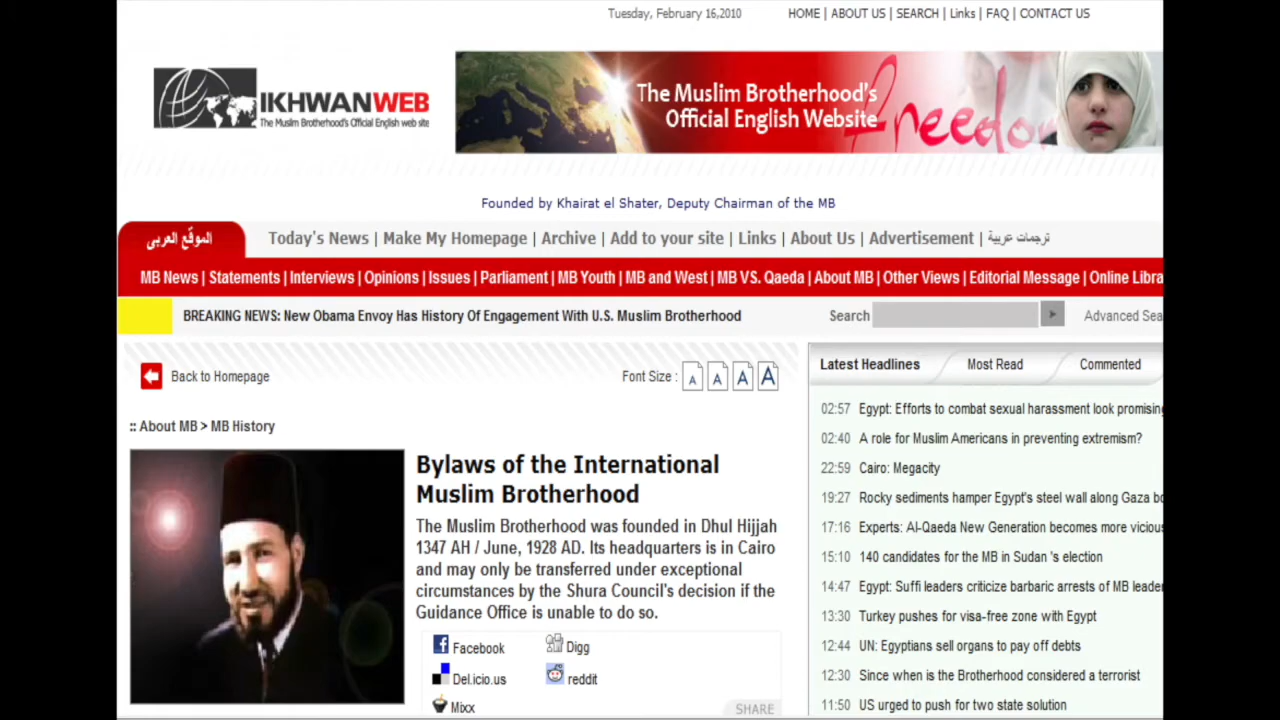 Tuesday, February 16,2010
HOME | ABOUT US | SEARCH | Links | FAQ | CONTACT US
IKHWANWEB
The Muslim Brotherhood's Official English web site
The Muslim Brotherhood's
Official English Website
freedom
Founded by Khairat el Shater, Deputy Chairman of the MB
الموقع العربى
Today's News | Make My Homepage | Archive | Add to your site | Links | About Us | Advertisement | ترجمات عربية
MB News | Statements | Interviews | Opinions | Issues | Parliament | MB Youth | MB and West | MB VS. Qaeda | About MB | Other Views | Editorial Message | Online Libra
BREAKING NEWS: New Obama Envoy Has History Of Engagement With U.S. Muslim Brotherhood
Search
Advanced Sea
Back to Homepage
Font Size : A A A A
:: About MB > MB History
Bylaws of the International
Muslim Brotherhood
The Muslim Brotherhood was founded in Dhul Hijjah
1347 AH / June, 1928 AD. Its headquarters is in Cairo
and may only be transferred under exceptional
circumstances by the Shura Council's decision if the
Guidance Office is unable to do so.
Facebook
Digg
Del.icio.us
reddit
Mixx
SHARE
Latest Headlines
Most Read
Commented
02:57 Egypt: Efforts to combat sexual harassment look promising
02:40 A role for Muslim Americans in preventing extremism?
22:59 Cairo: Megacity
19:27 Rocky sediments hamper Egypt's steel wall along Gaza bo
17:16 Experts: Al-Qaeda New Generation becomes more viciou
15:10 140 candidates for the MB in Sudan 's election
14:47 Egypt: Suffi leaders criticize barbaric arrests of MB leader
13:30 Turkey pushes for visa-free zone with Egypt
12:44 UN: Egyptians sell organs to pay off debts
12:30 Since when is the Brotherhood considered a terrorist
11:50 US urged to push for two state solution